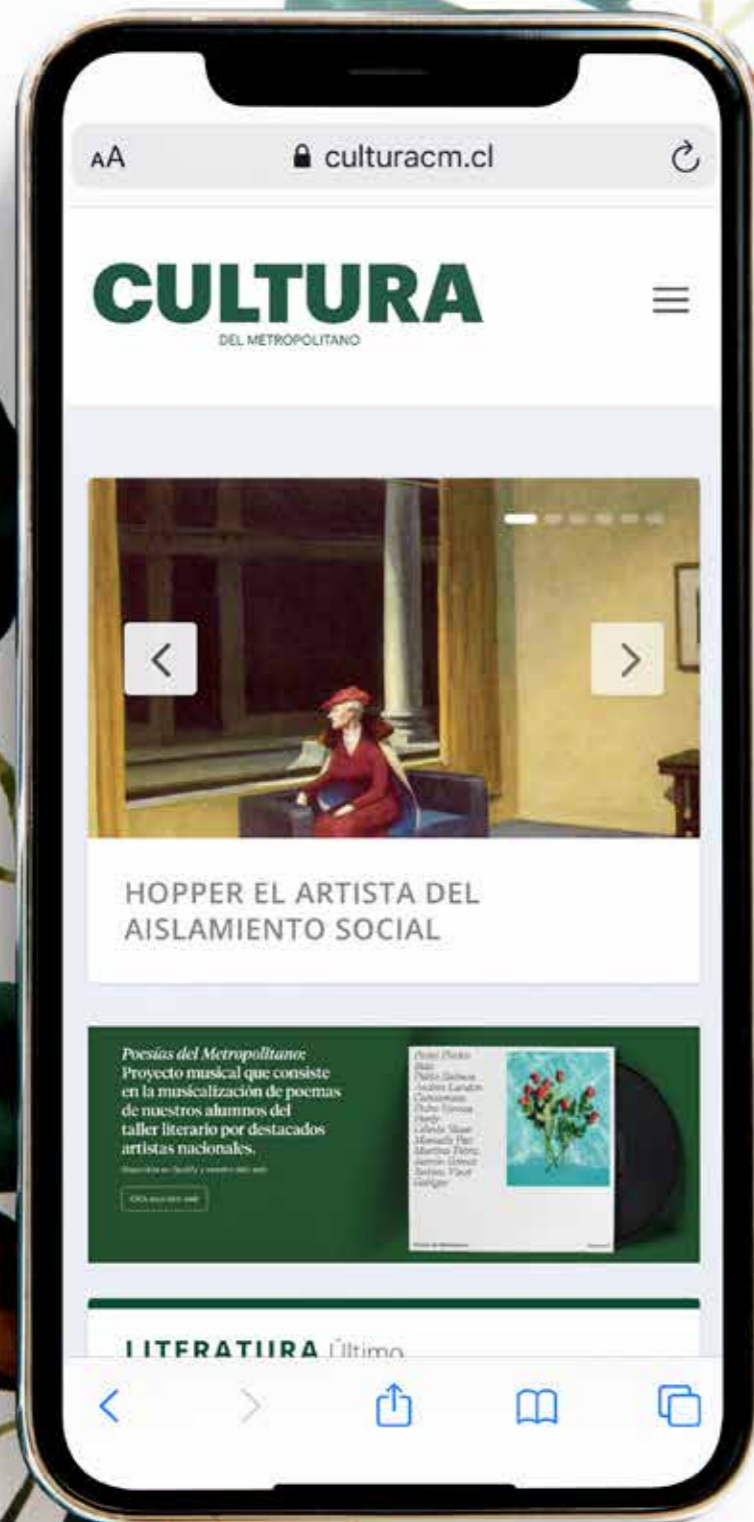 AA
culturacm.cl
CULTURA
DEL METROPOLITANO
HOPPER EL ARTISTA DEL
AISLAMIENTO SOCIAL
Poesías del Metropolitano:
Proyecto musical que consiste
en la musicalización de poemas
de nuestros alumnos del
taller literario por destacados
artistas nacionales.
LITERATURA Último